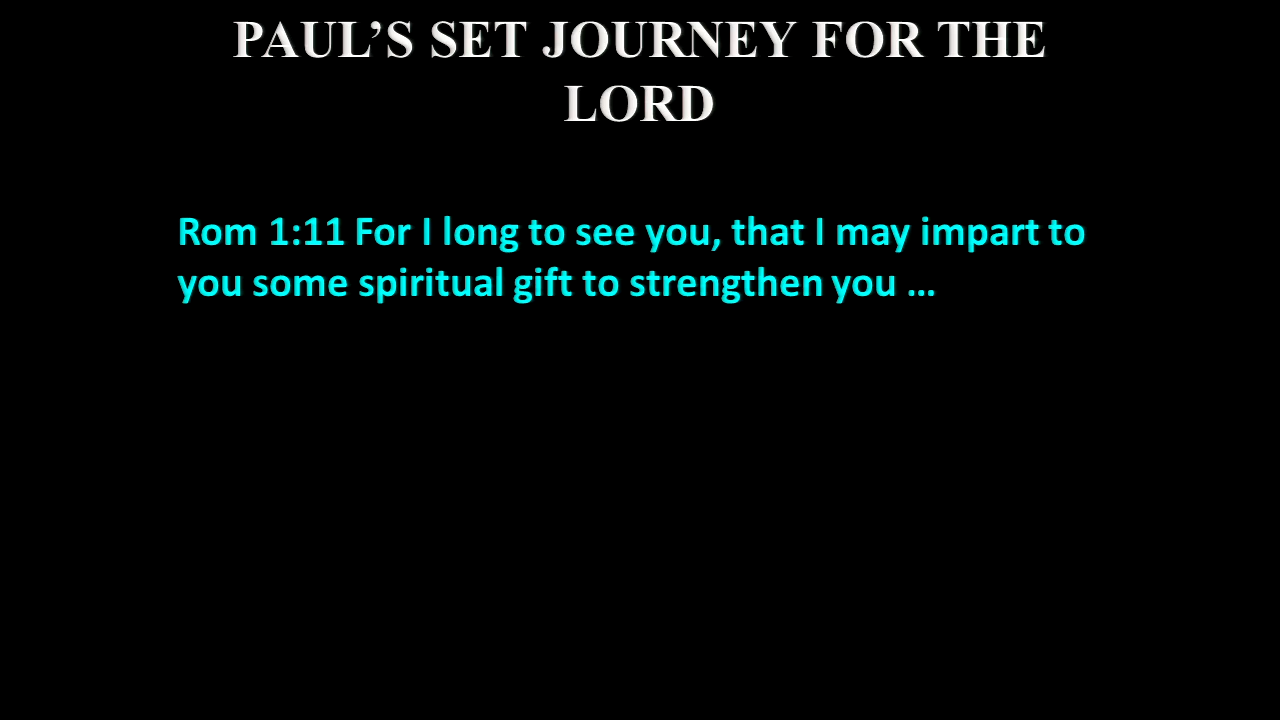 PAUL’S SET JOURNEY FOR THE
LORD
Rom 1:11 For I long to see you, that I may impart to
you some spiritual gift to strengthen you …